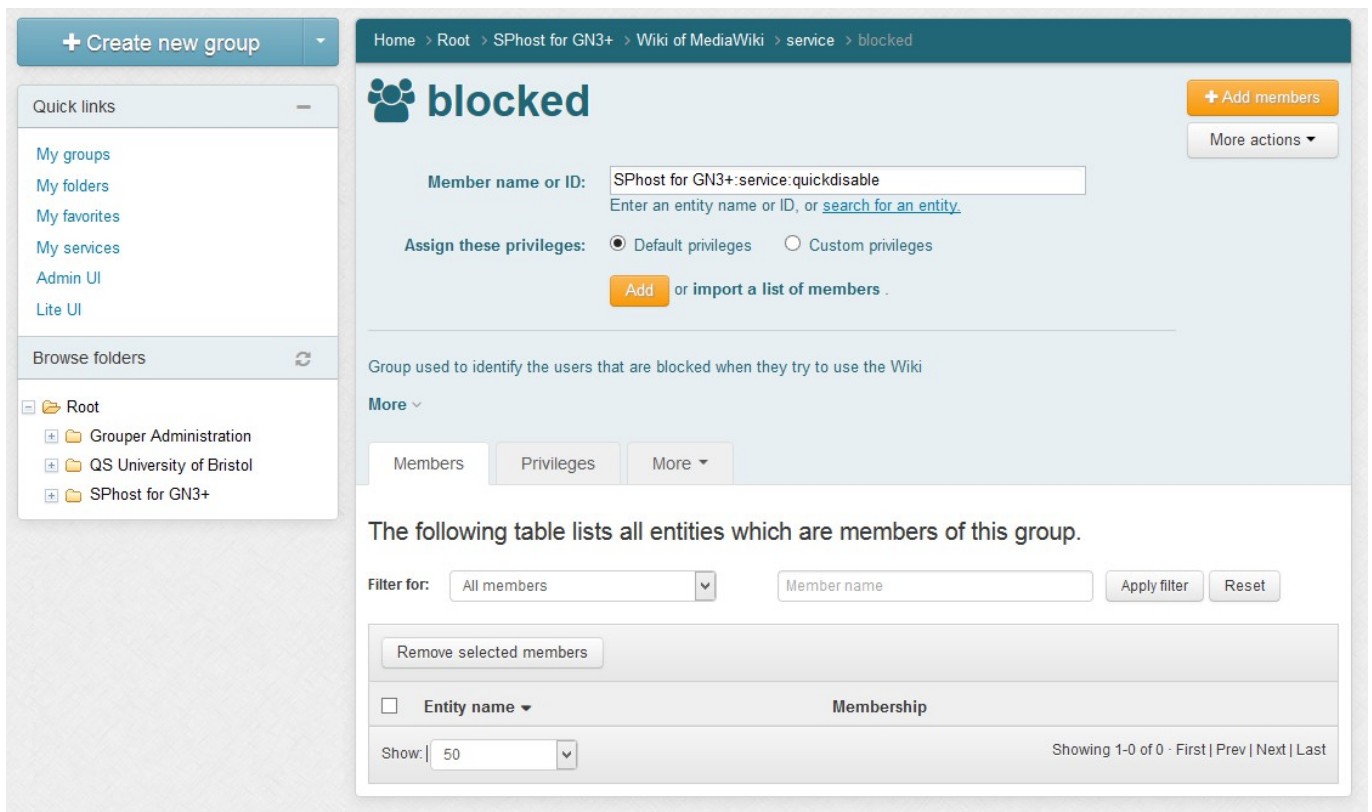 + Create new group
Quick links
My groups
My folders
My favorites
My services
Admin UI
Lite UI
Browse folders
Root
Grouper Administration
QS University of Bristol
SPhost for GN3+
Home > Root > SPhost for GN3+ > Wiki of MediaWiki > service > blocked
blocked
+ Add members
More actions
Member name or ID: SPhost for GN3+:service:quickdisable
Enter an entity name or ID, or search for an entity.
Assign these privileges: Default privileges Custom privileges
Add or import a list of members .
Group used to identify the users that are blocked when they try to use the Wiki
More
Members Privileges More
The following table lists all entities which are members of this group.
Filter for: All members Member name Apply filter Reset
Remove selected members
Entity name Membership
Show: 50 Showing 1-0 of 0 · First | Prev | Next | Last